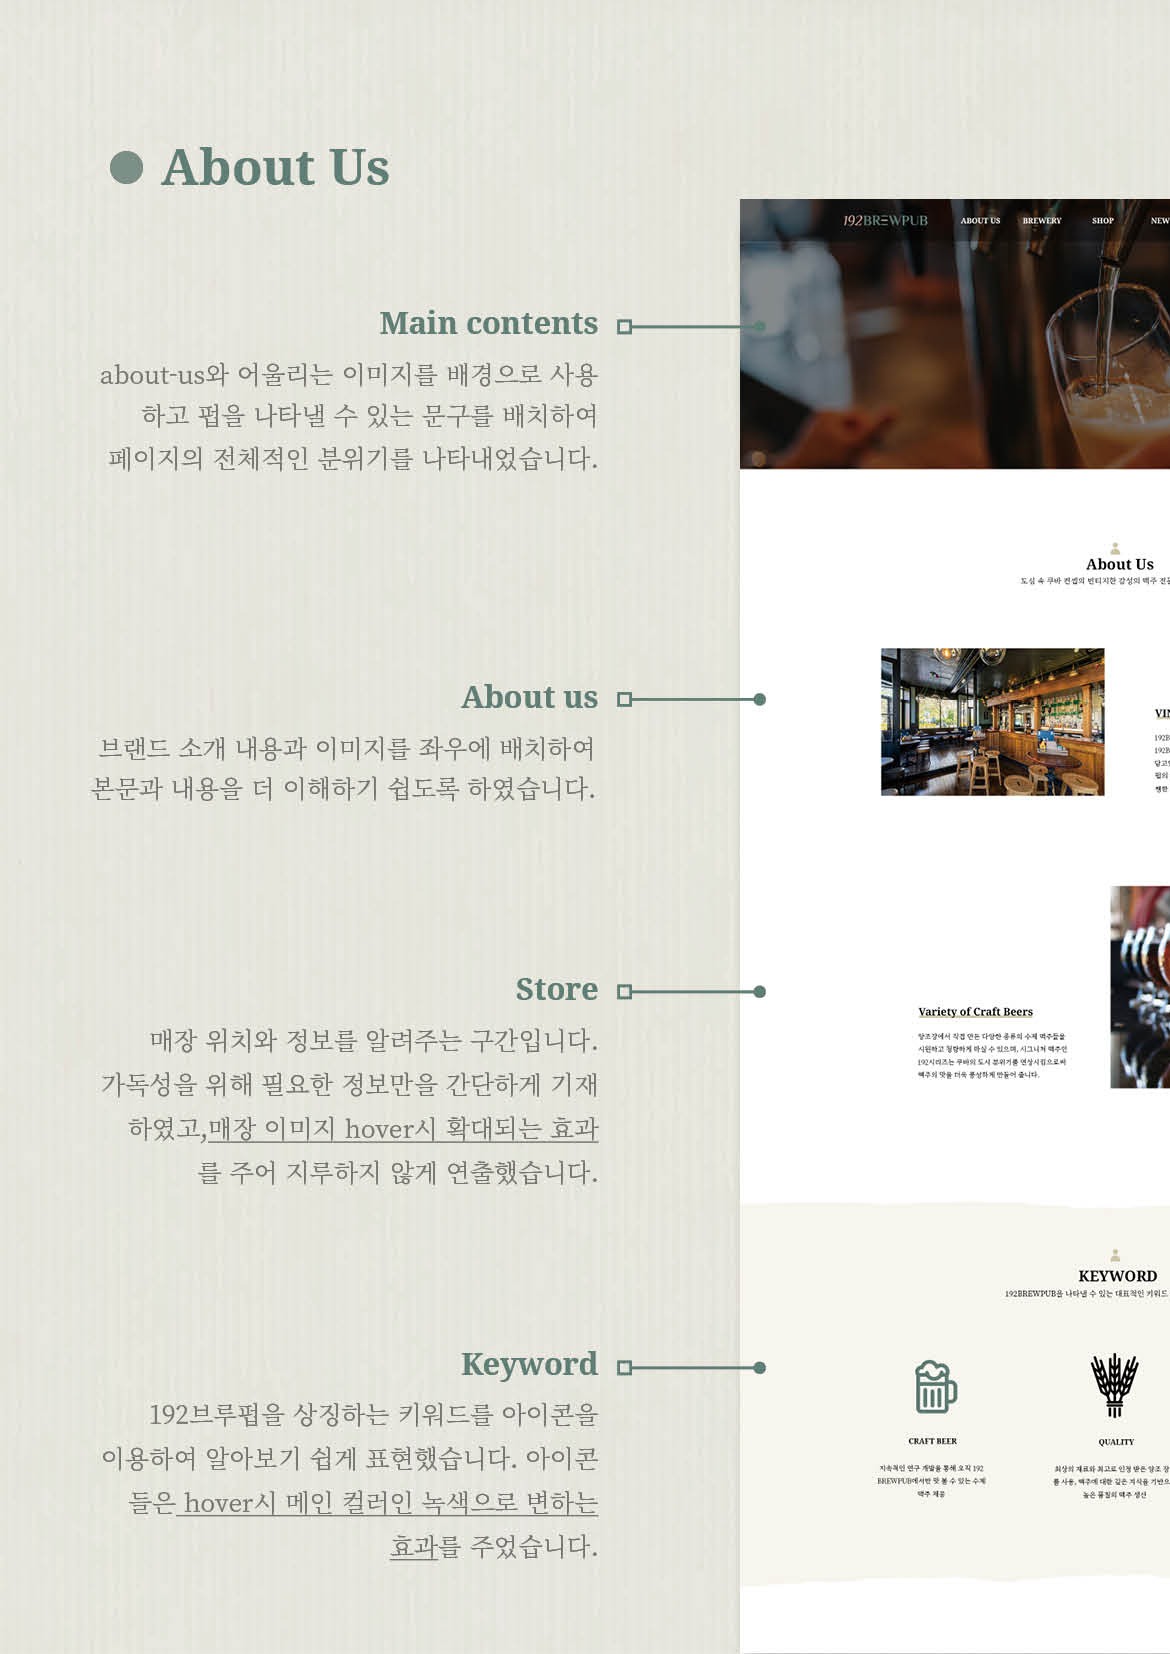 About Us
Main contents
about-us와 어울리는 이미지를 배경으로 사용
하고 펍을 나타낼 수 있는 문구를 배치하여
페이지의 전체적인 분위기를 나타내었습니다.
About us
브랜드 소개 내용과 이미지를 좌우에 배치하여
본문과 내용을 더 이해하기 쉽도록 하였습니다.
Store
매장 위치와 정보를 알려주는 구간입니다.
가독성을 위해 필요한 정보만을 간단하게 기재
하였고,매장 이미지 hover시 확대되는 효과
를 주어 지루하지 않게 연출했습니다.
Keyword
192브루펍을 상징하는 키워드를 아이콘을
이용하여 알아보기 쉽게 표현했습니다. 아이콘
들은 hover시 메인 컬러인 녹색으로 변하는
효과를 주었습니다.
192BREWPUB ABOUT US BREWERY SHOP NEW
About Us
도심 속 쿠바 컨셉의 빈티지한 감성의 맥주 전
VIN
192B
192B
담고
펍의
행한
Variety of Craft Beers
양조장에서 직접 만든 다양한 종류의 수제 맥주들을
시원하고 청량하게 마실 수 있으며, 시그니처 맥주인
192시리즈는 쿠바의 도시 분위기를 연상시킴으로써
맥주의 맛을 더욱 풍성하게 만들어 줍니다.
KEYWORD
192BREWPUB을 나타낼 수 있는 대표적인 키워드
CRAFT BEER
지속적인 연구 개발을 통해 오직 192
BREWPUB에서만 맛 볼 수 있는 수제
맥주 제공
QUALITY
최상의 재료와 최고로 인정 받은 양조 장
를 사용, 맥주에 대한 깊은 지식을 기반으
높은 품질의 맥주 생산